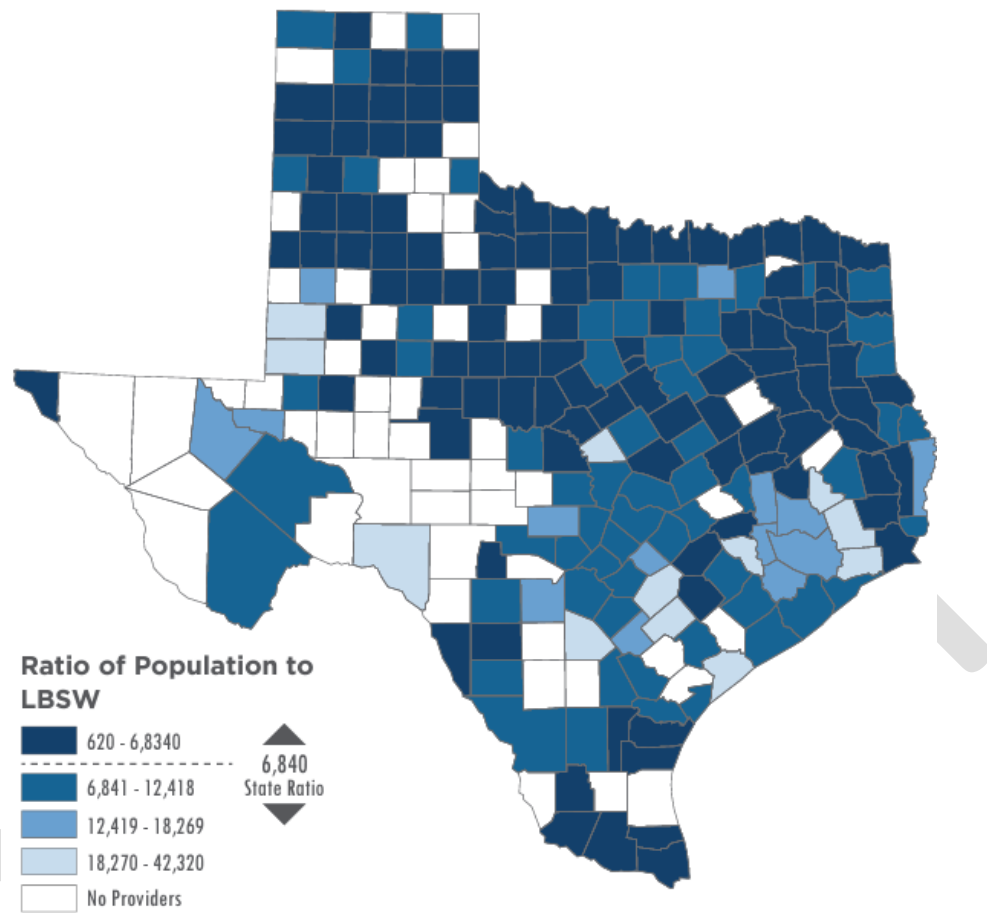 Ratio of Population to
LBSW
620 - 6,8340
6,840
State Ratio
6,841 - 12,418
12,419 - 18,269
18,270 - 42,320
No Providers